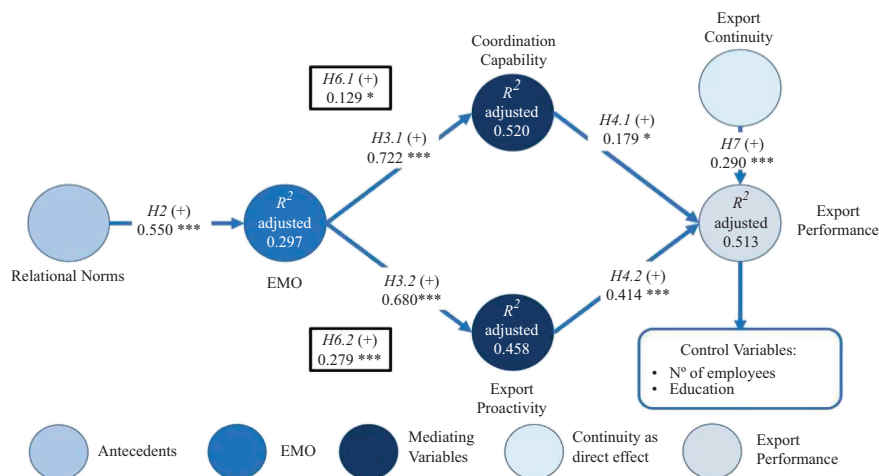 Coordination
Capability
Export
Continuity
H6.1 (+)
0.129 *
R2
adjusted
0.520
H3.1 (+)
0.722 ***
H4.1 (+)
0.179 *
H7 (+)
0.290 ***
H2 (+)
0.550 ***
Relational Norms
R2
adjusted
0.297
EMO
R2
adjusted
0.513
Export
Performance
H3.2 (+)
0.680***
H4.2 (+)
0.414 ***
H6.2 (+)
0.279 ***
R2
adjusted
0.458
Export
Proactivity
Control Variables:
• Nº of employees
• Education
Antecedents
EMO
Mediating
Variables
Continuity as
direct effect
Export
Performance